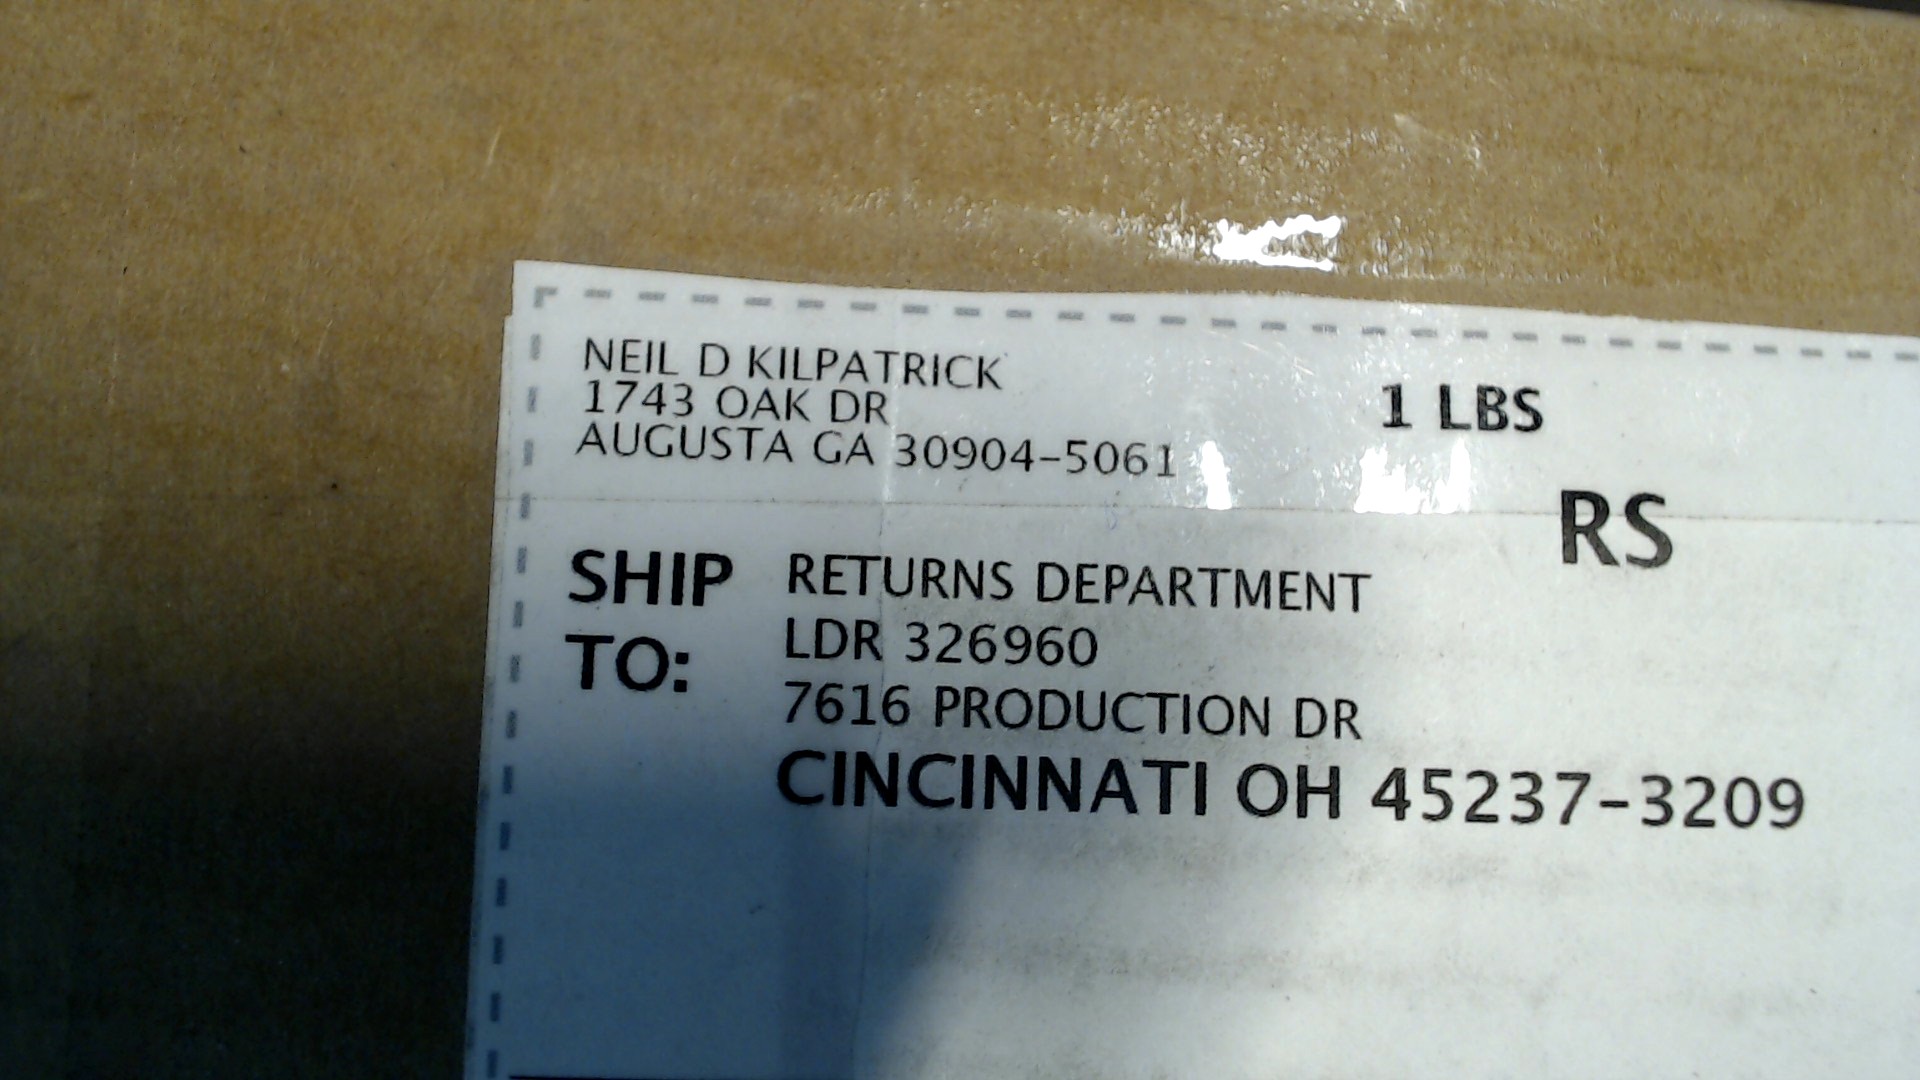 NEIL D KILPATRICK
1743 OAK DR
AUGUSTA GA 30904-5061
1 LBS
RS
SHIP TO:
RETURNS DEPARTMENT
LDR 326960
7616 PRODUCTION DR
CINCINNATI OH 45237-3209